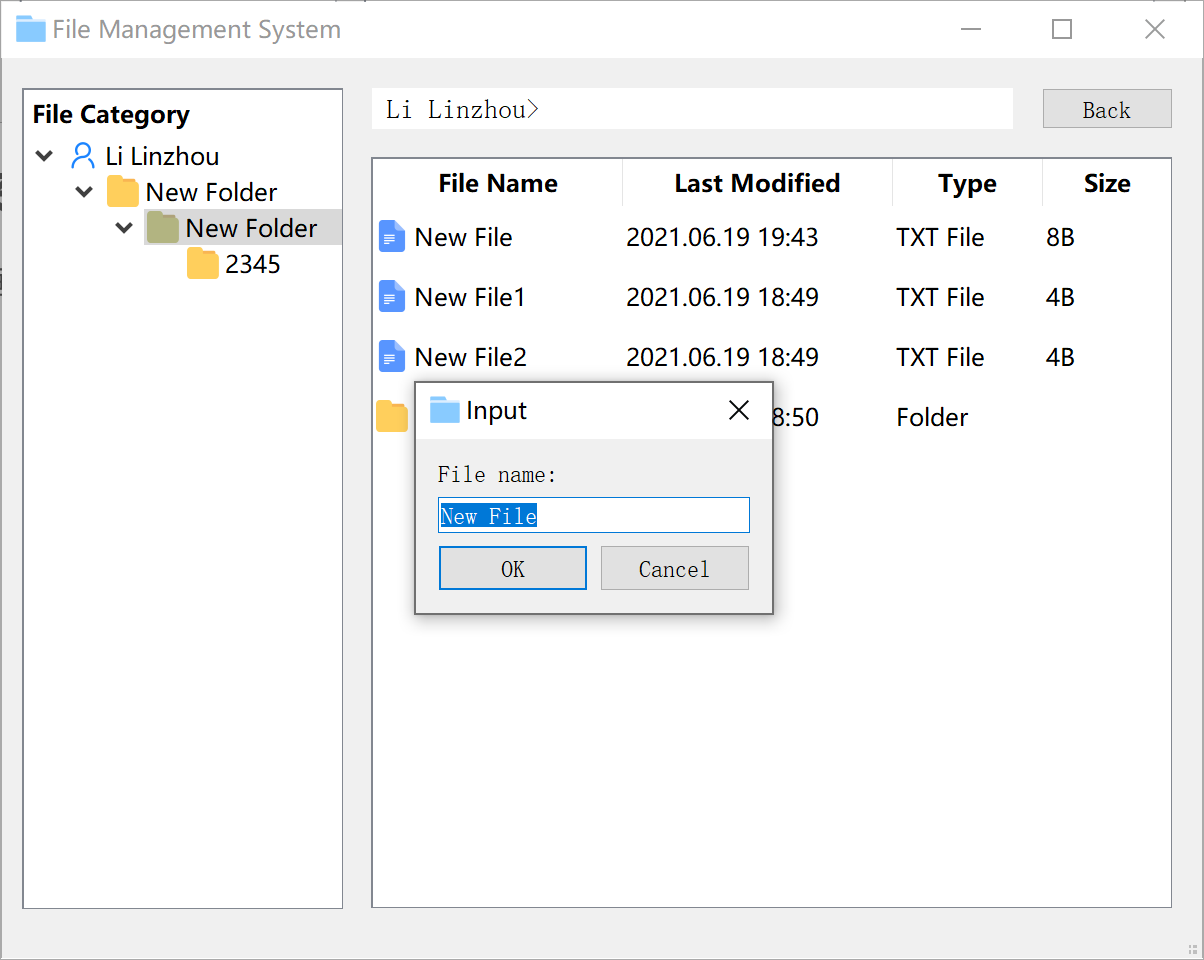 File Management System
File Category
Li Linzhou
New Folder
New Folder
2345
Li Linzhou>
Back
File Name Last Modified Type Size
New File 2021.06.19 19:43 TXT File 8B
New File1 2021.06.19 18:49 TXT File 4B
New File2 2021.06.19 18:49 TXT File 4B
8:50 Folder
Input
File name:
New File
OK Cancel